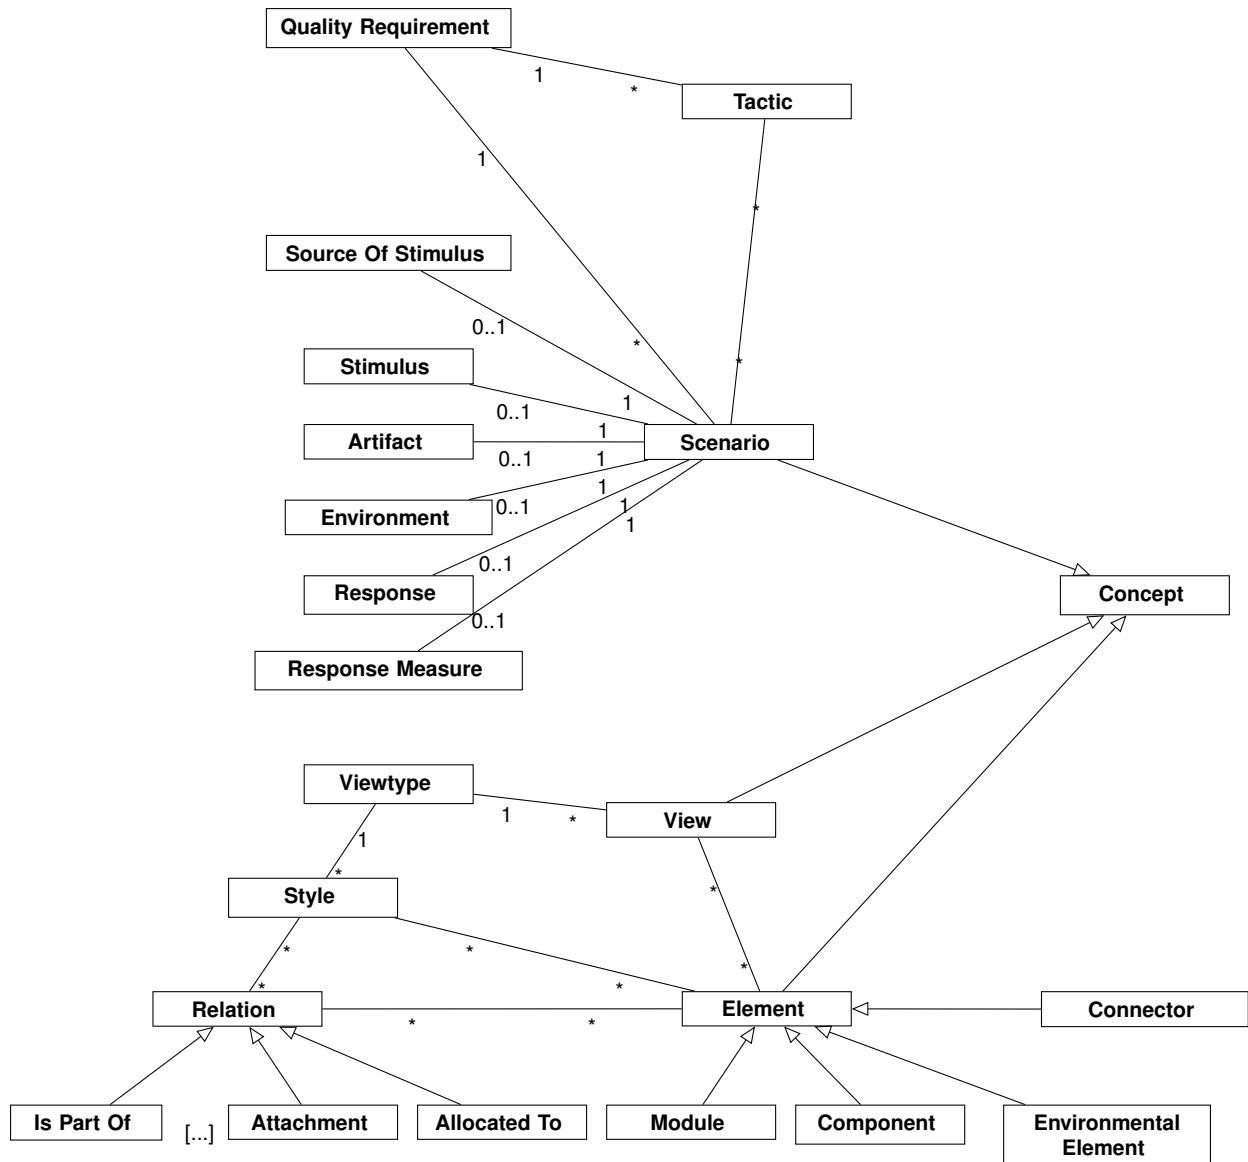 Quality Requirement
1
*
Tactic
1
*
Source Of Stimulus
0..1
*
*
Stimulus
0..1
1
Artifact
1
Scenario
0..1
1
Environment
1
0..1
1
1
0..1
Response
Concept
0..1
Response Measure
Viewtype
1
*
View
1
*
Style
*
*
*
*
*
*
Relation
Element
Connector
*
*
Is Part Of
[...]
Attachment
Allocated To
Module
Component
Environmental
Element